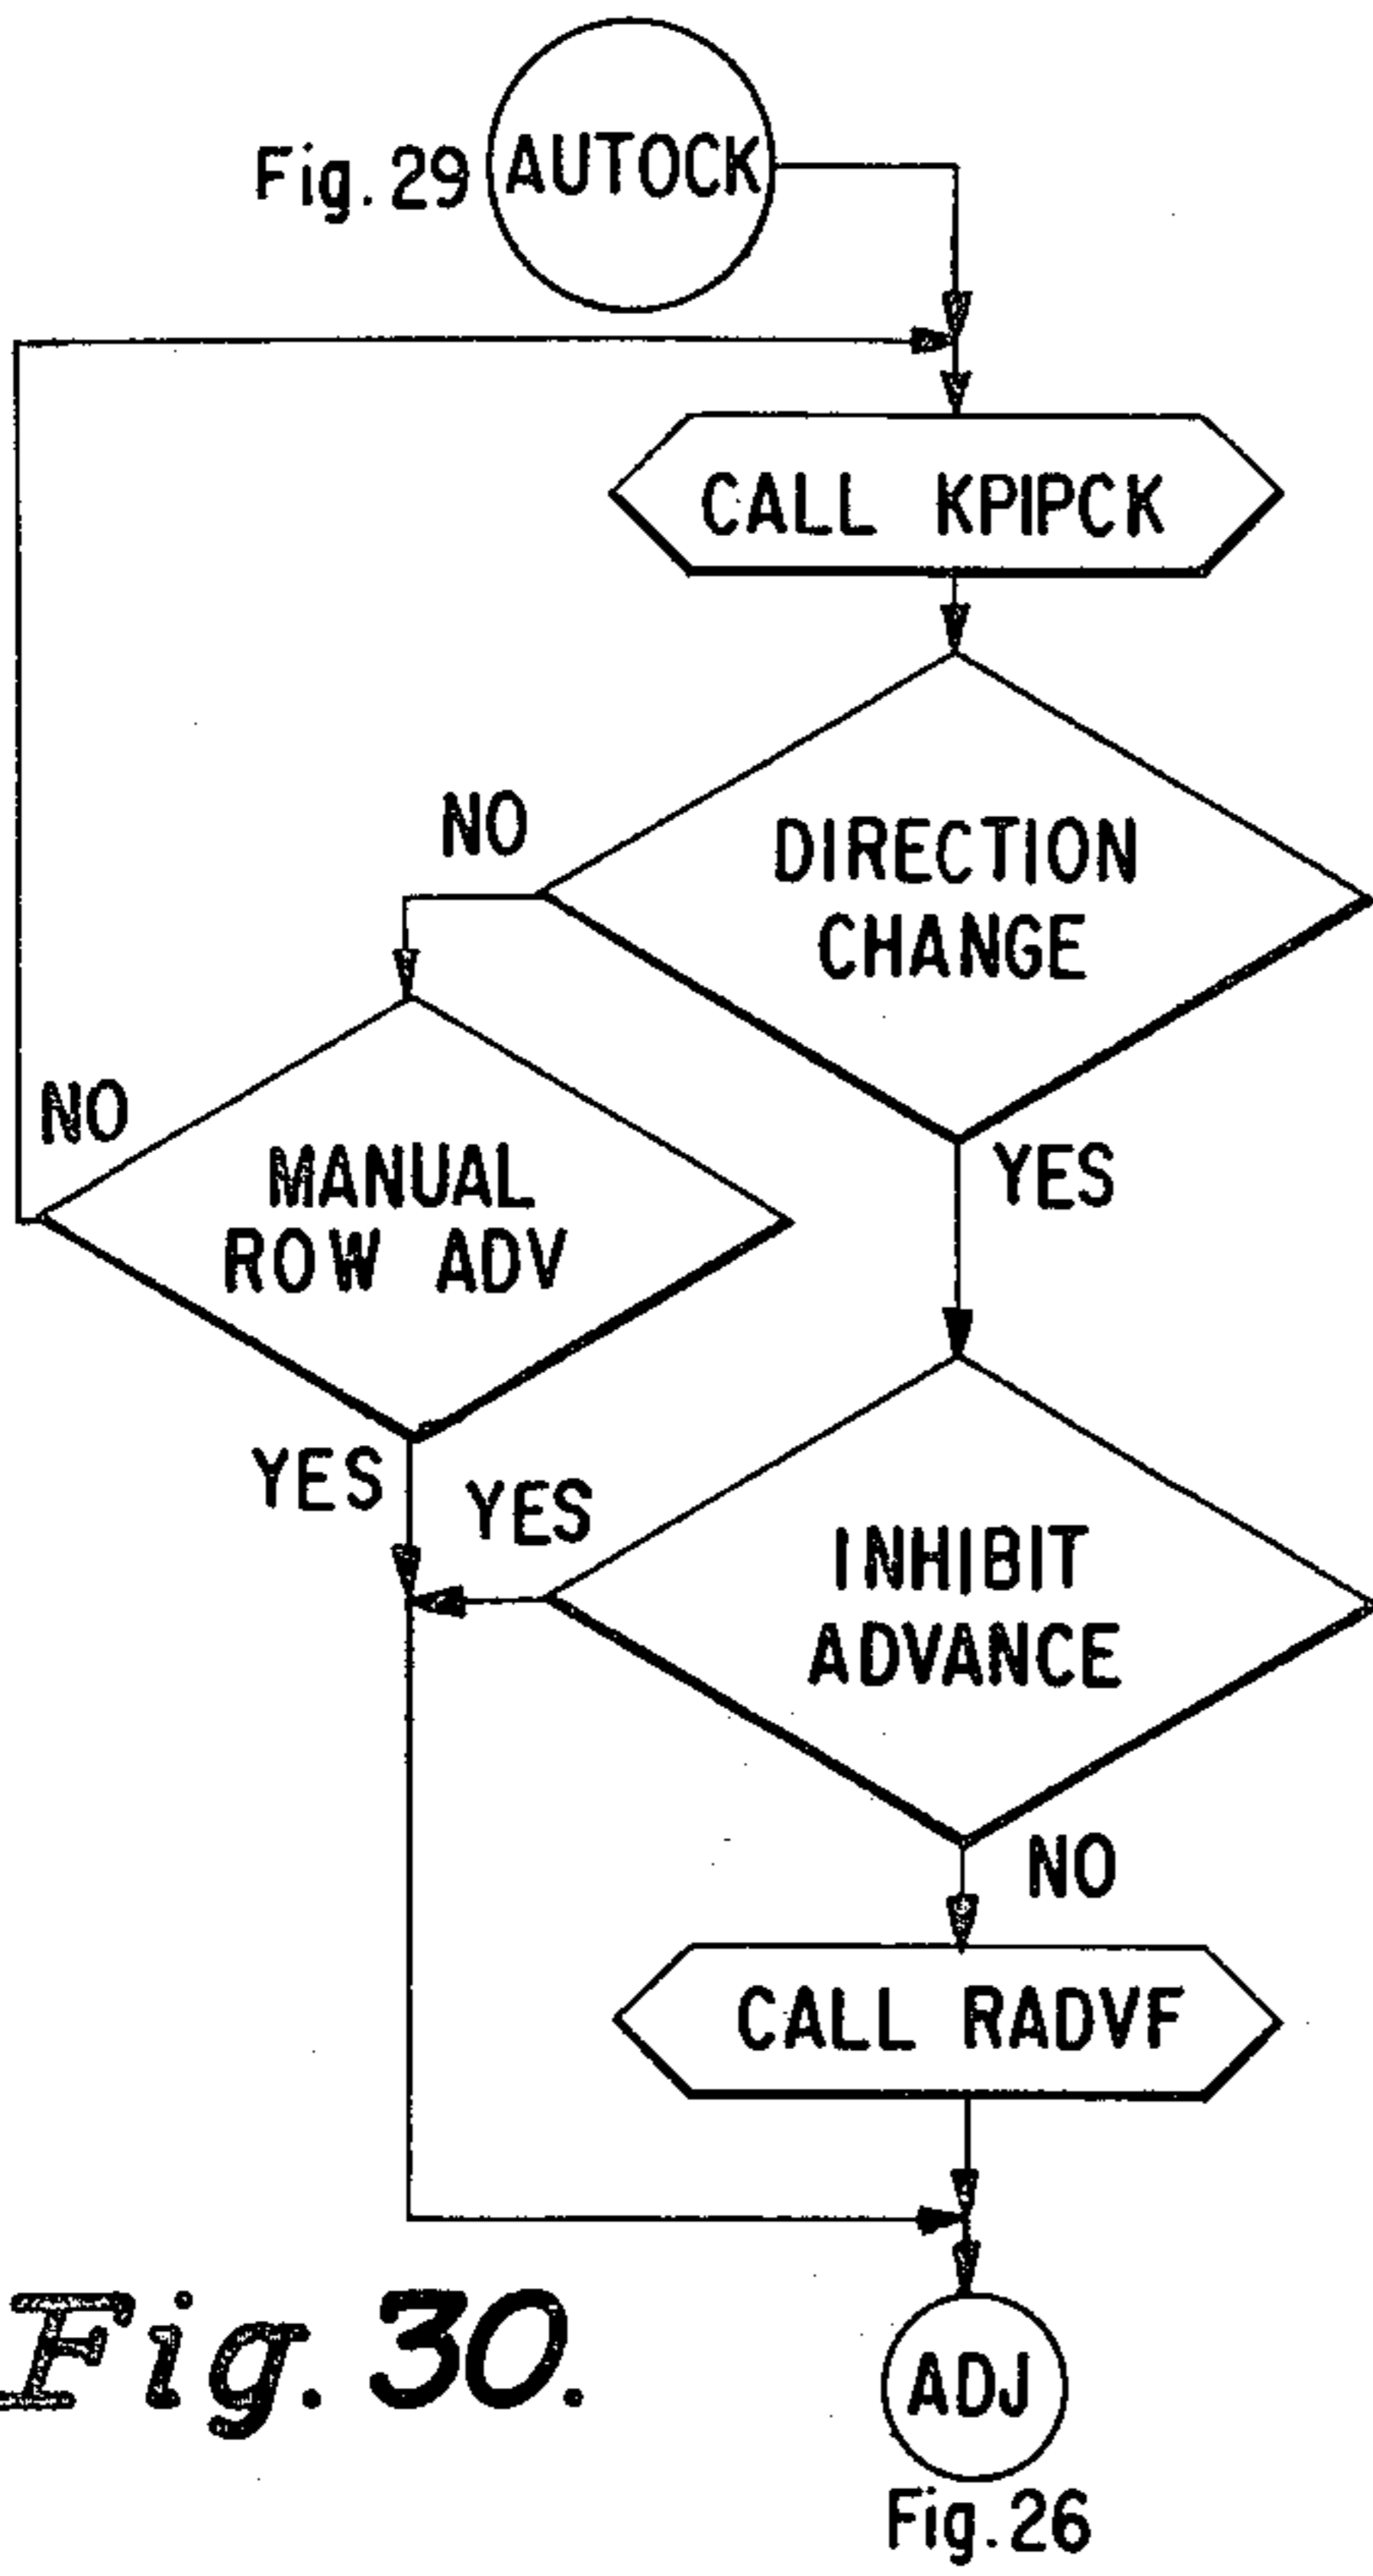 Fig. 29 AUTOCK
CALL KPIPCK
NO
DIRECTION
CHANGE
NO
MANUAL
ROW ADV
YES
YES
YES
INHIBIT
ADVANCE
NO
CALL RADVF
Fig. 30.
ADJ
Fig. 26